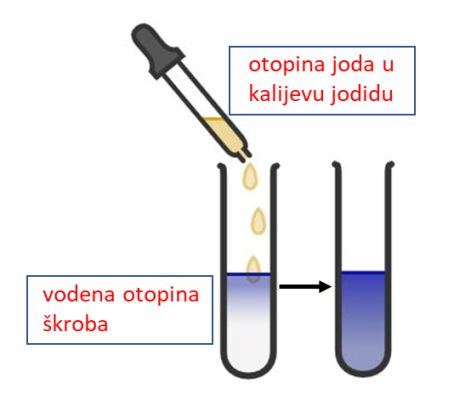 otopina joda u
kalijevu jodidu
vodena otopina
škroba